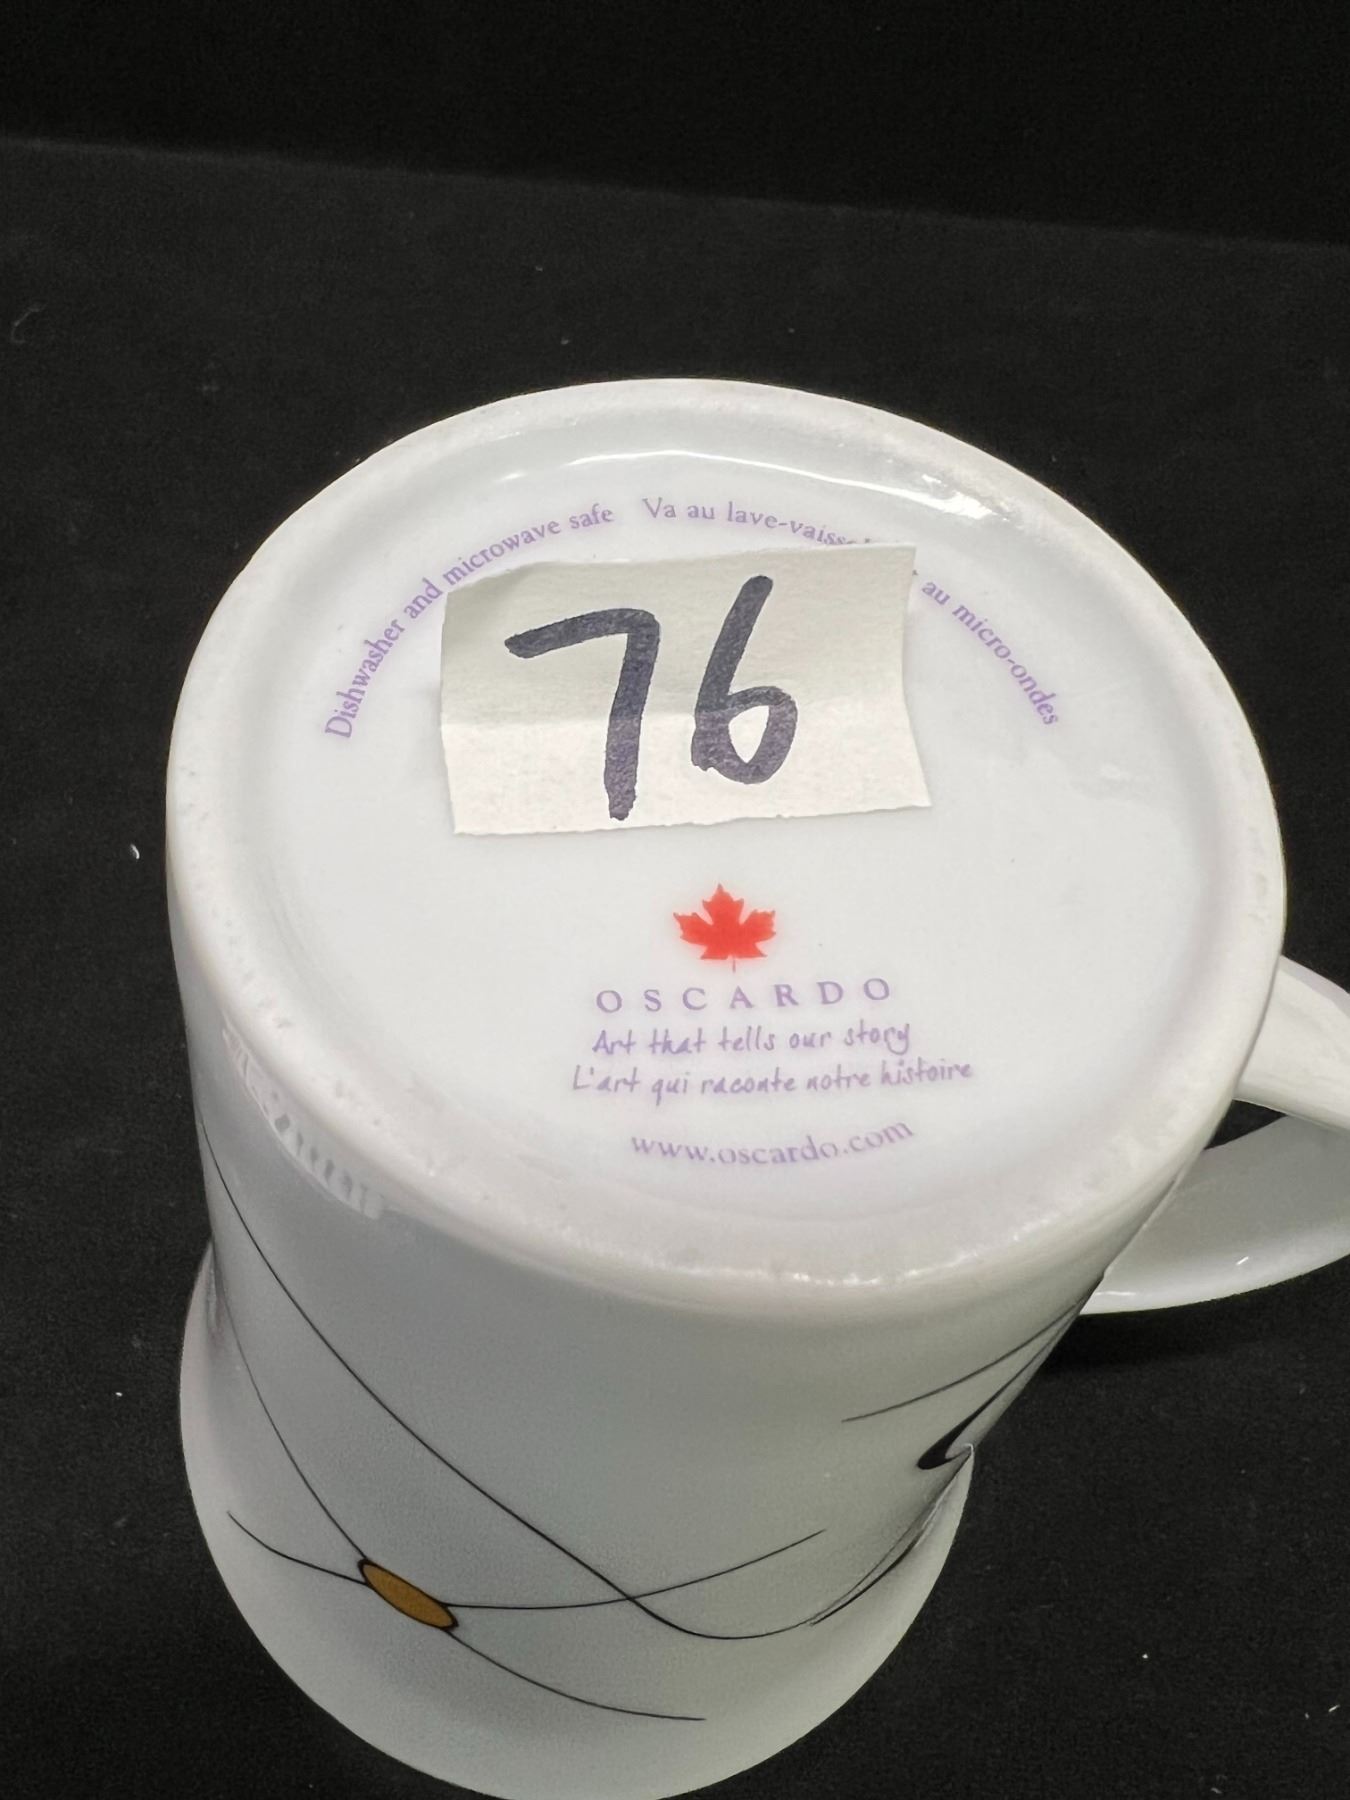 Dishwasher and microwave safe Va au lave-vaiss au micro-ondes
76
OSCARDO
Art that tells our story
L'art qui raconte notre histoire
www.oscardo.com